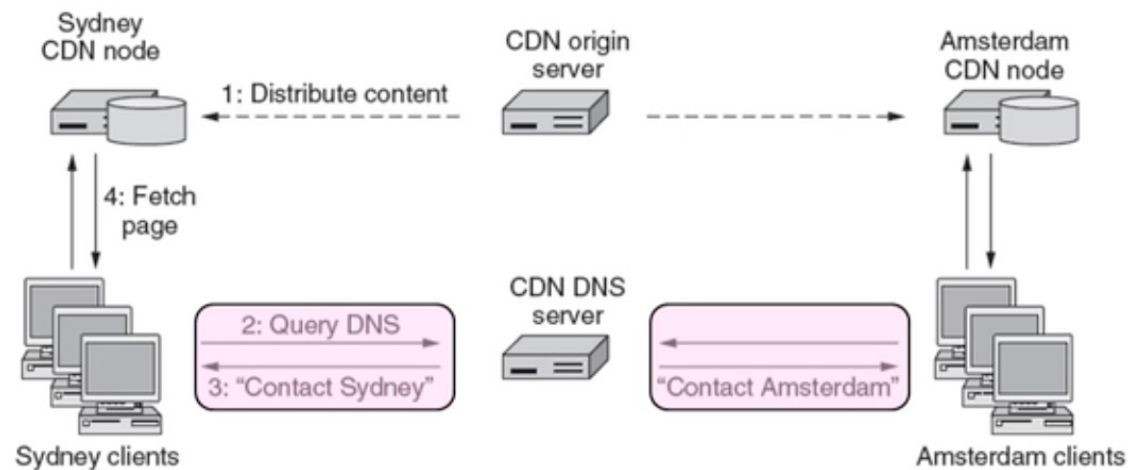 Sydney
CDN node
CDN origin
server
Amsterdam
CDN node
1: Distribute content
4: Fetch
page
CDN DNS
server
2: Query DNS
3: “Contact Sydney”
“Contact Amsterdam”
Sydney clients
Amsterdam clients